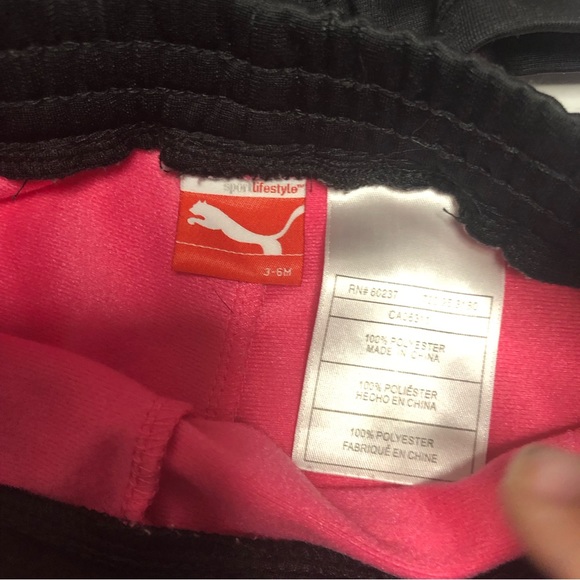 sportlifestyle
3-6M
RN# 60237
100% POLYESTER
MADE IN CHINA
100% POLIÉSTER
HECHO EN CHINA
100% POLYESTER
FABRIQUÉ EN CHINE